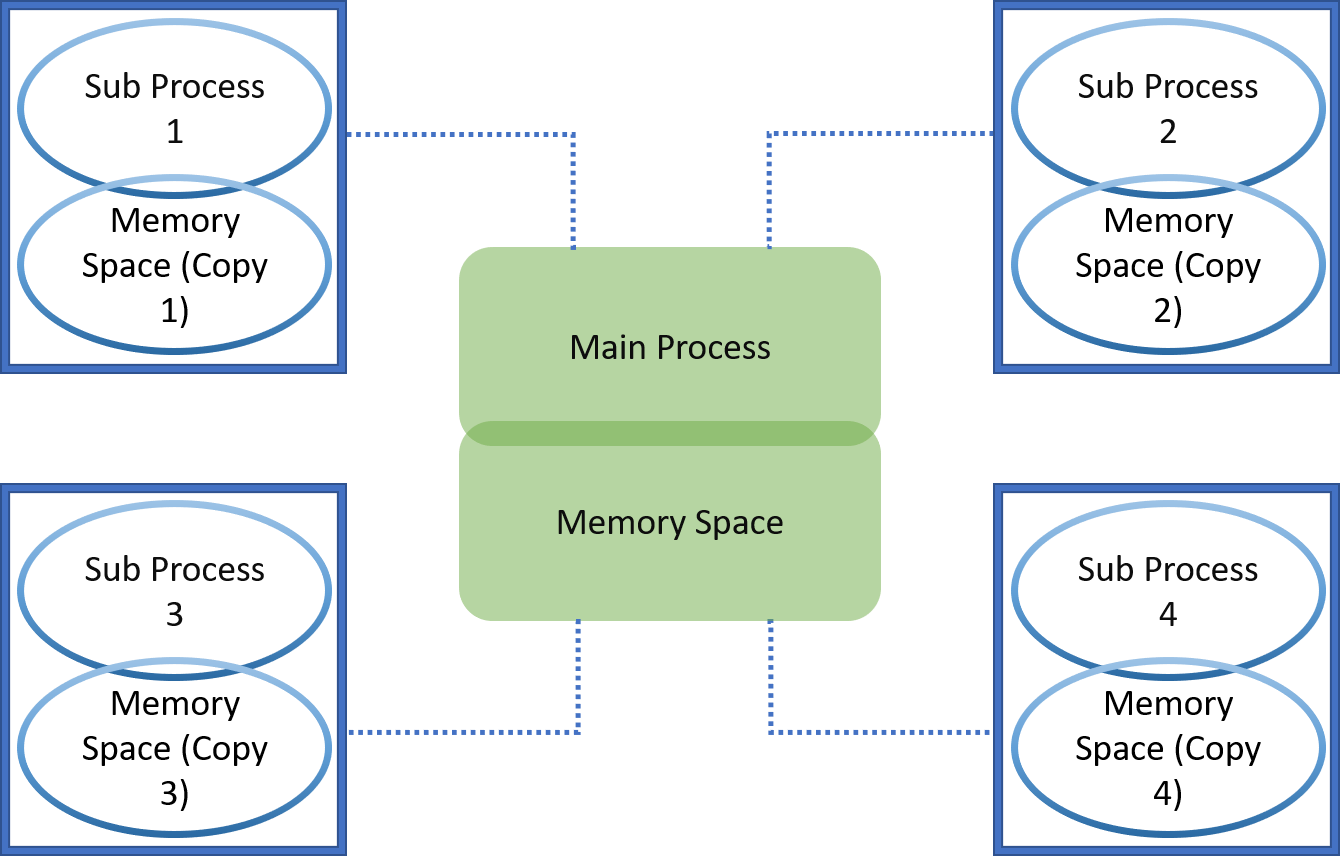 Sub Process
1
Memory
Space (Copy
1)
Sub Process
2
Memory
Space (Copy
2)
Main Process
Memory Space
Sub Process
3
Memory
Space (Copy
3)
Sub Process
4
Memory
Space (Copy
4)